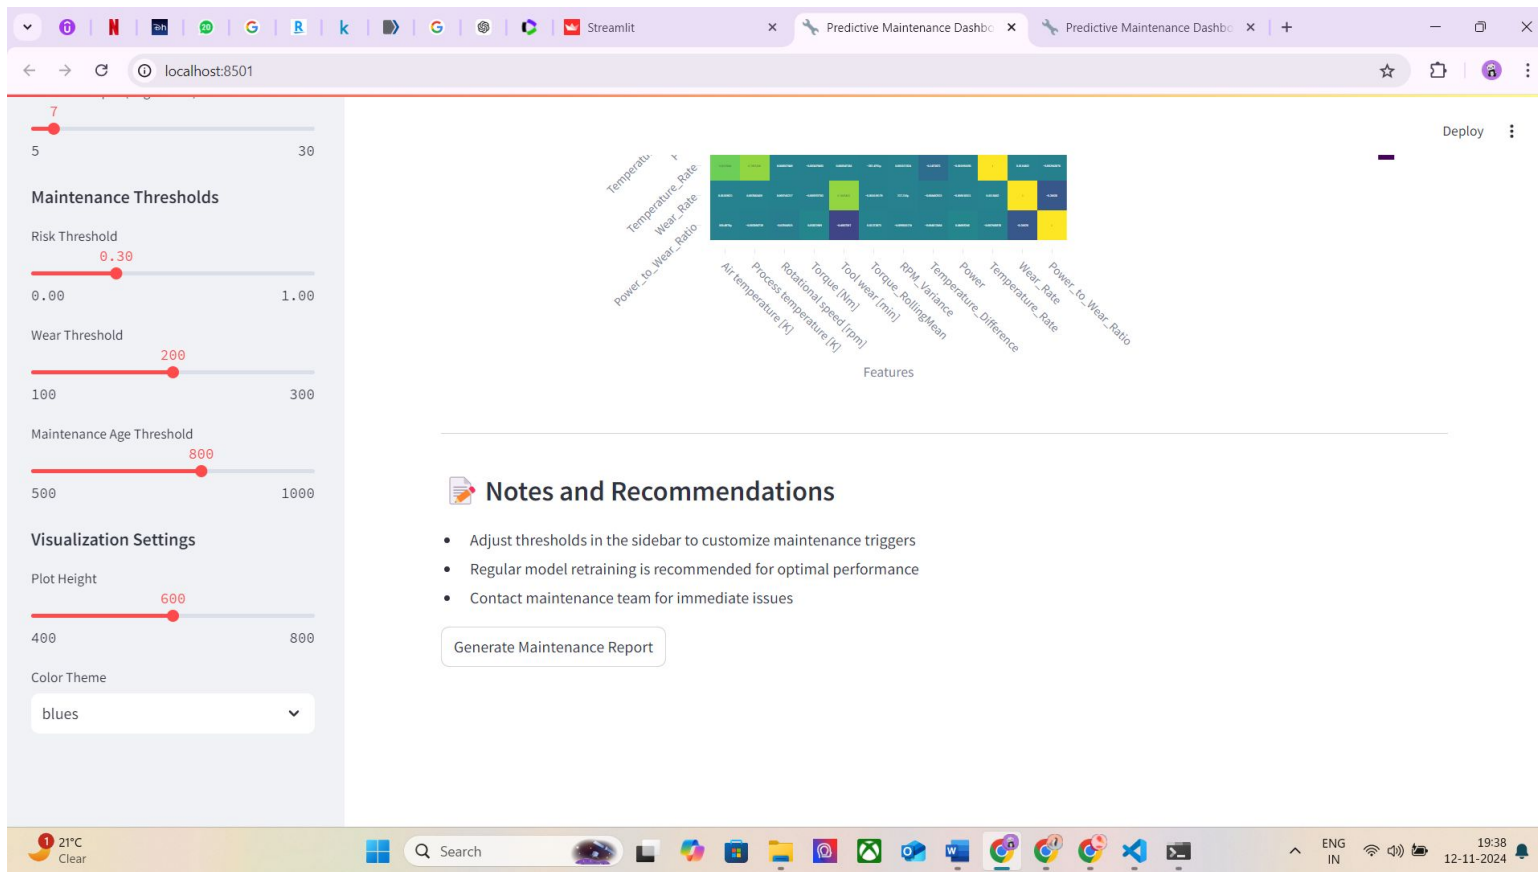 Streamlit
Predictive Maintenance Dashbo
Predictive Maintenance Dashbo
localhost:8501
Deploy
7
5 30
Maintenance Thresholds
Risk Threshold
0.30
0.00 1.00
Wear Threshold
200
100 300
Maintenance Age Threshold
800
500 1000
Visualization Settings
Plot Height
600
400 800
Color Theme
blues
Temperature_Rate
Wear_Rate
Power_to_Wear_Ratio
Air temperature [K]
Process temperature [K]
Rotational speed [rpm]
Torque [Nm]
Tool wear [min]
Torque_RollingMean
RPM_Variance
Temperature_Difference
Power
Temperature_Rate
Wear_Rate
Power_to_Wear_Ratio
Features
Notes and Recommendations
• Adjust thresholds in the sidebar to customize maintenance triggers
• Regular model retraining is recommended for optimal performance
• Contact maintenance team for immediate issues
Generate Maintenance Report
1
21°C
Clear
Search
ENG
IN
19:38
12-11-2024